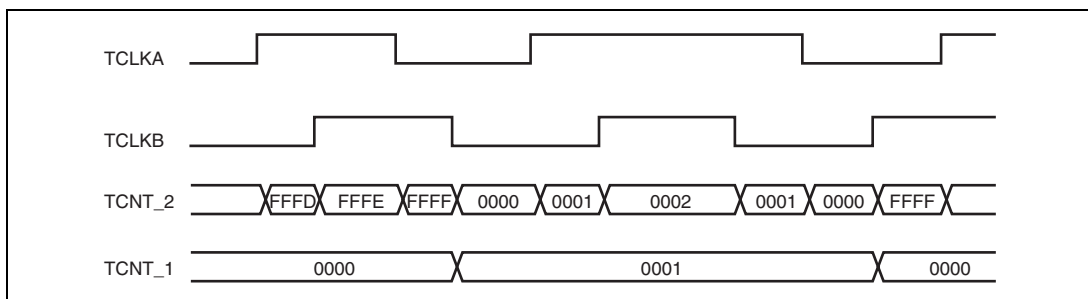 TCLKA
TCLKB
TCNT_2 FFFD FFFE FFFF 0000 0001 0002 0001 0000 FFFF
TCNT_1 0000 0001 0000